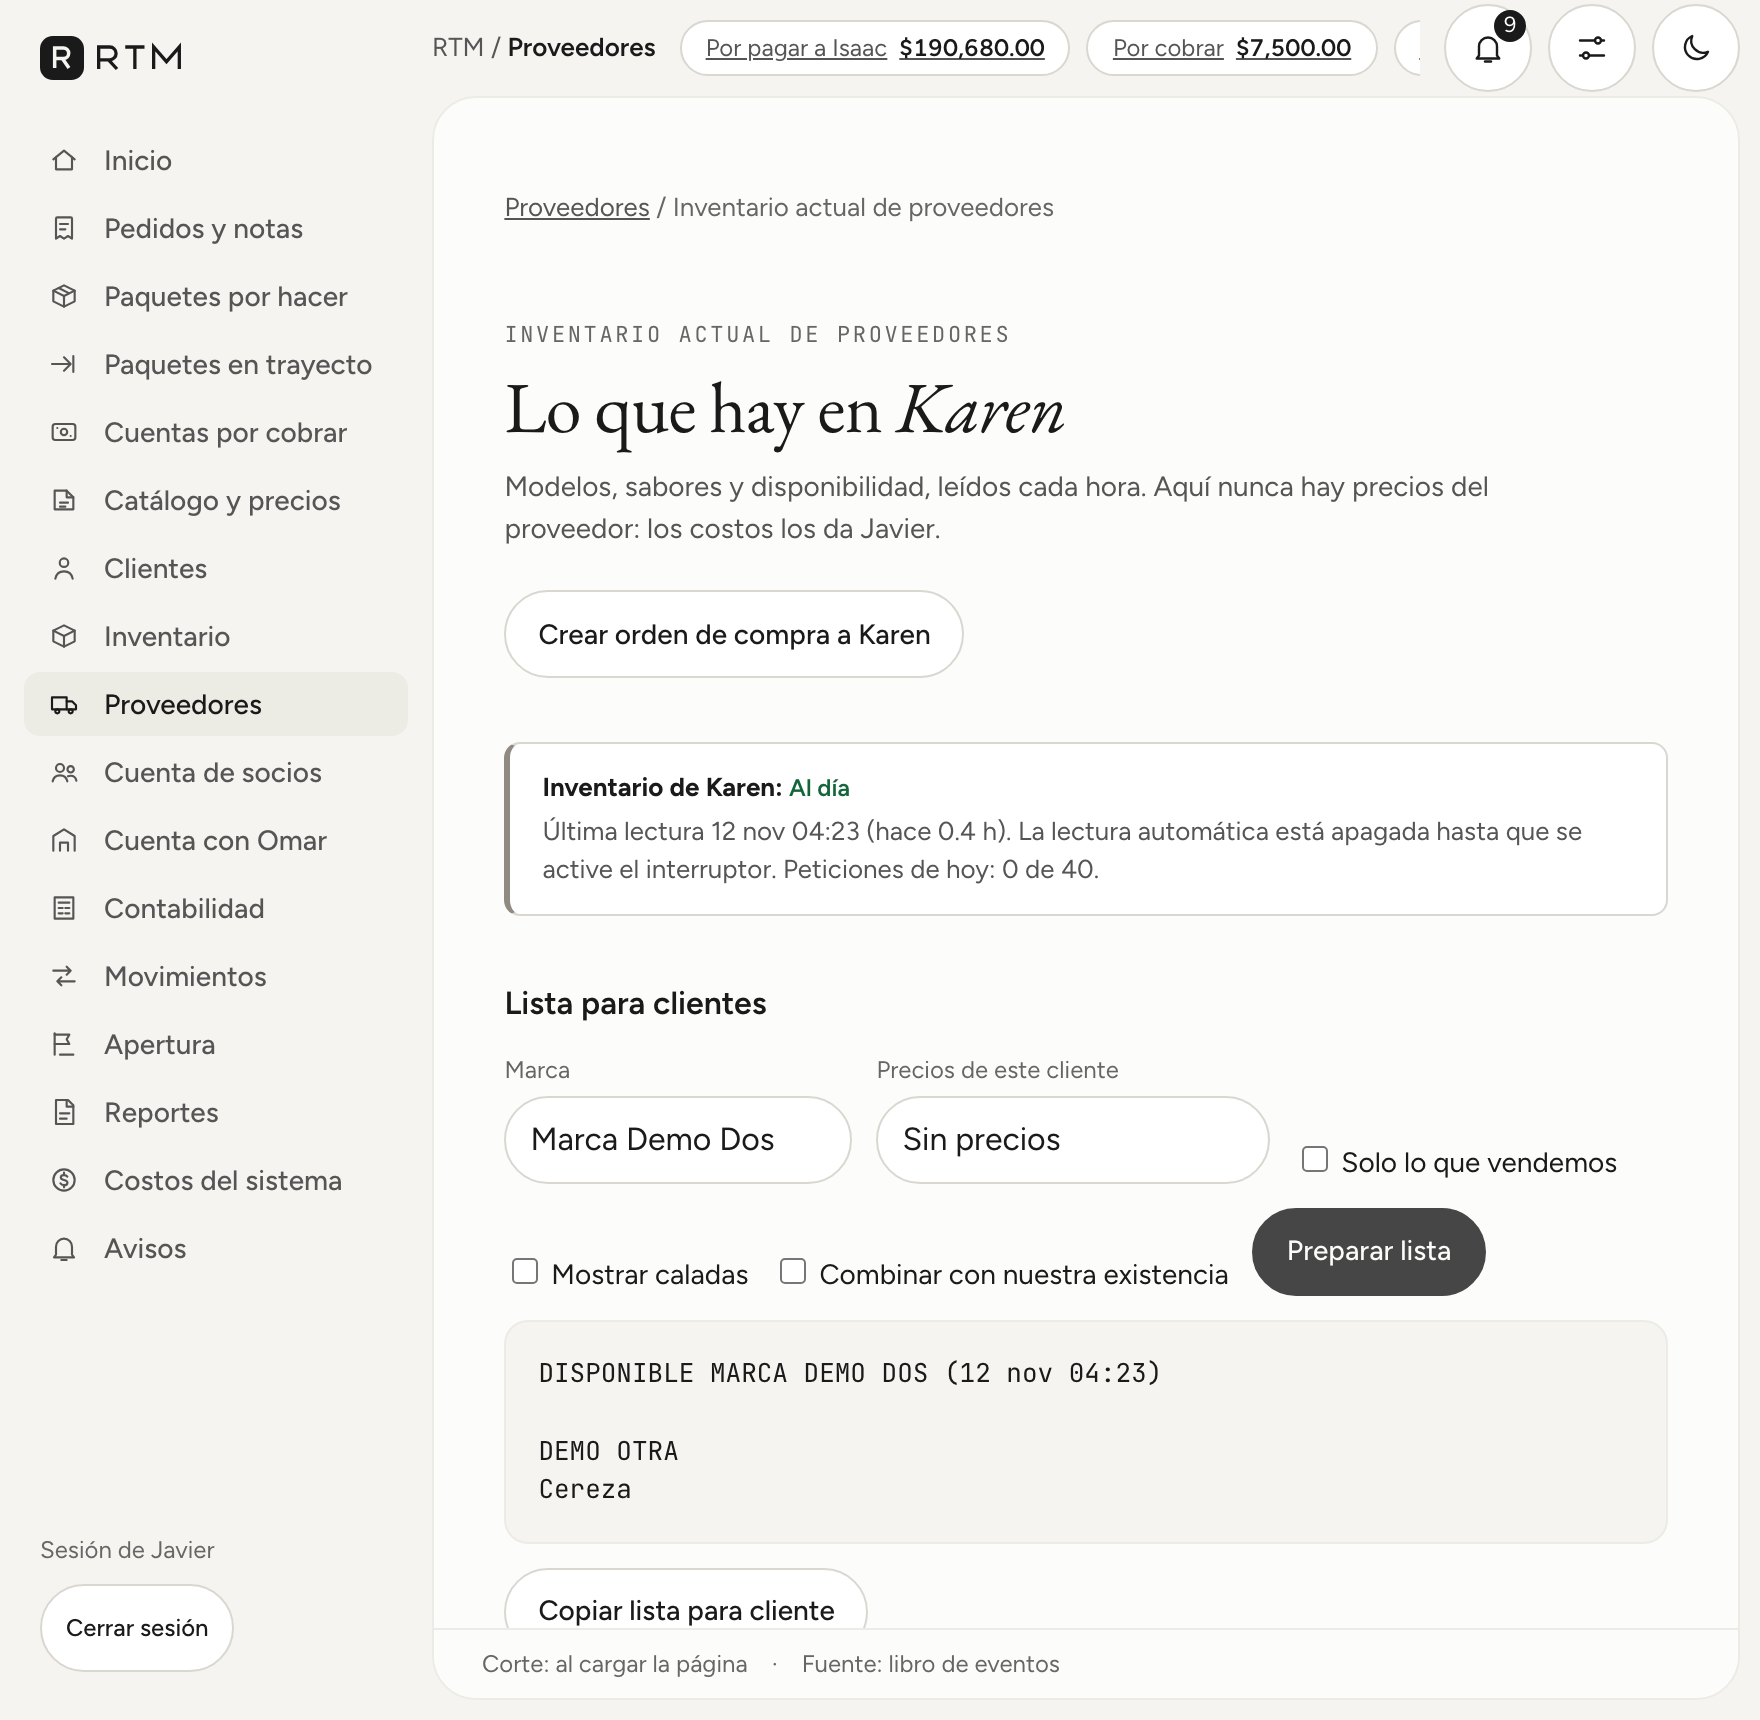 R RTM
RTM / Proveedores
Por pagar a Isaac $190,680.00
Por cobrar $7,500.00
9
Inicio
Pedidos y notas
Paquetes por hacer
Paquetes en trayecto
Cuentas por cobrar
Catálogo y precios
Clientes
Inventario
Proveedores
Cuenta de socios
Cuenta con Omar
Contabilidad
Movimientos
Apertura
Reportes
Costos del sistema
Avisos
Sesión de Javier
Cerrar sesión
Proveedores / Inventario actual de proveedores
INVENTARIO ACTUAL DE PROVEEDORES
Lo que hay en Karen
Modelos, sabores y disponibilidad, leídos cada hora. Aquí nunca hay precios del
proveedor: los costos los da Javier.
Crear orden de compra a Karen
Inventario de Karen: Al día
Última lectura 12 nov 04:23 (hace 0.4 h). La lectura automática está apagada hasta que se
active el interruptor. Peticiones de hoy: 0 de 40.
Lista para clientes
Marca
Precios de este cliente
Marca Demo Dos
Sin precios
Solo lo que vendemos
Mostrar caladas
Combinar con nuestra existencia
Preparar lista
DISPONIBLE MARCA DEMO DOS (12 nov 04:23)
DEMO OTRA
Cereza
Copiar lista para cliente
Corte: al cargar la página · Fuente: libro de eventos